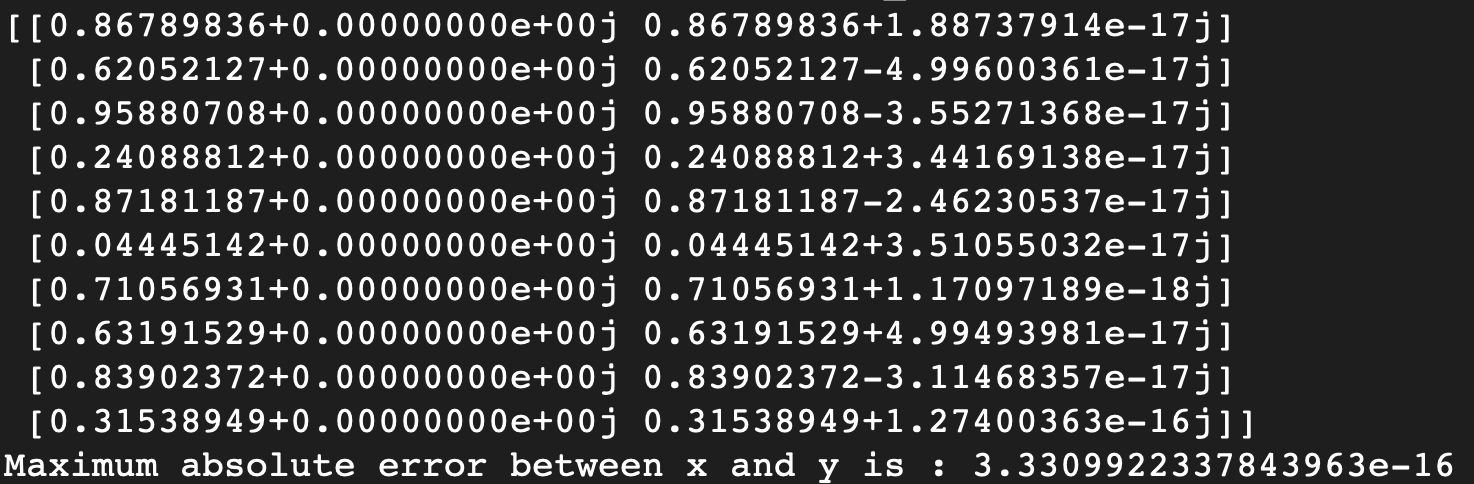 [[0.86789836+0.00000000e+00j 0.86789836+1.88737914e-17j]
[0.62052127+0.00000000e+00j 0.62052127-4.99600361e-17j]
[0.95880708+0.00000000e+00j 0.95880708-3.55271368e-17j]
[0.24088812+0.00000000e+00j 0.24088812+3.44169138e-17j]
[0.87181187+0.00000000e+00j 0.87181187-2.46230537e-17j]
[0.04445142+0.00000000e+00j 0.04445142+3.51055032e-17j]
[0.71056931+0.00000000e+00j 0.71056931+1.17097189e-18j]
[0.63191529+0.00000000e+00j 0.63191529+4.99493981e-17j]
[0.83902372+0.00000000e+00j 0.83902372-3.11468357e-17j]
[0.31538949+0.00000000e+00j 0.31538949+1.27400363e-16j]]
Maximum absolute error between x and y is : 3.3309922337843963e-16